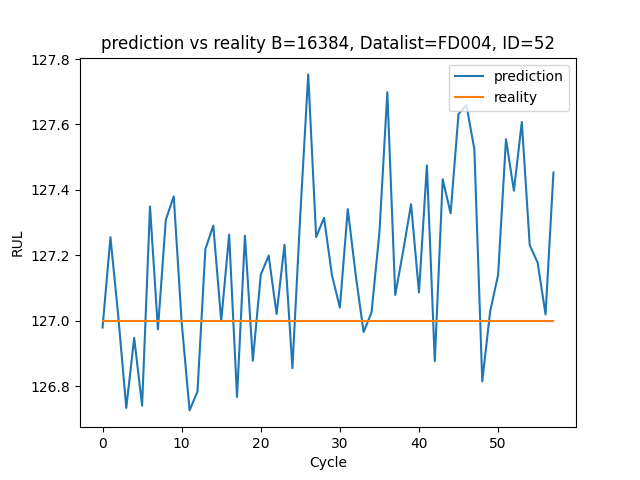 prediction vs reality B=16384, Datalist=FD004, ID=52
prediction
reality
127.8
127.6
127.4
127.2
127.0
126.8
RUL
0 10 20 30 40 50
Cycle